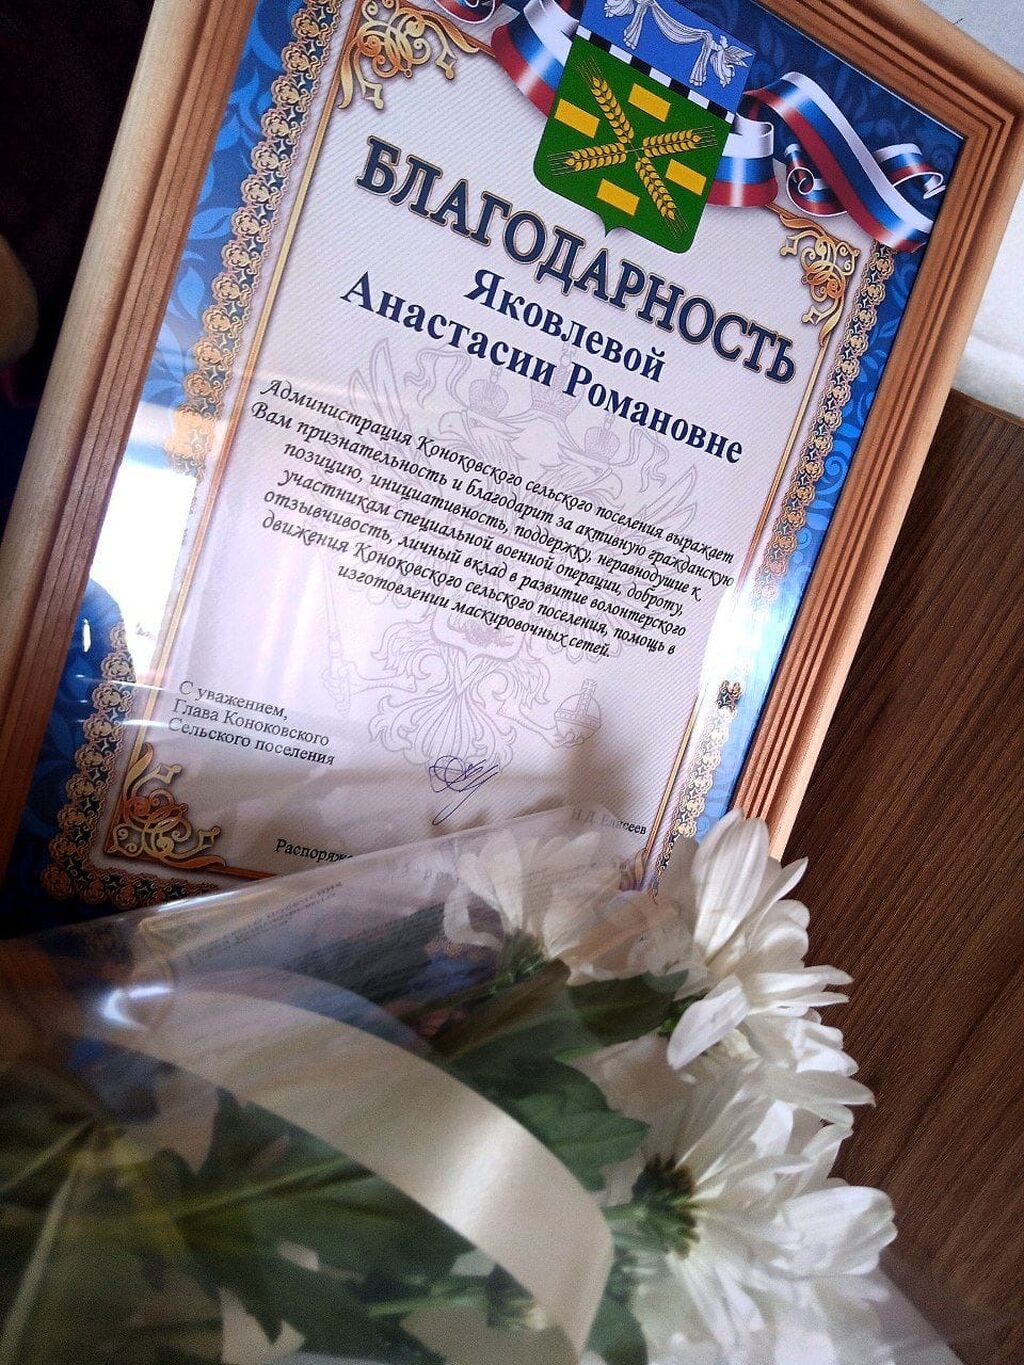 БЛАГОДАРНОСТЬ
Яковлевой
Анастасии Романовне
Администрация Коноковского сельского поселения выражает
Вам признательность и благодарит за активную гражданскую
позицию, инициативность, поддержку, неравнодушие к
участникам специальной военной операции, доброту,
отзывчивость, личный вклад в развитие волонтерского
движения Коноковского сельского поселения, помощь в
изготовлении маскировочных сетей.
С уважением,
Глава Коноковского
Сельского поселения
Н.Д. Елисеев